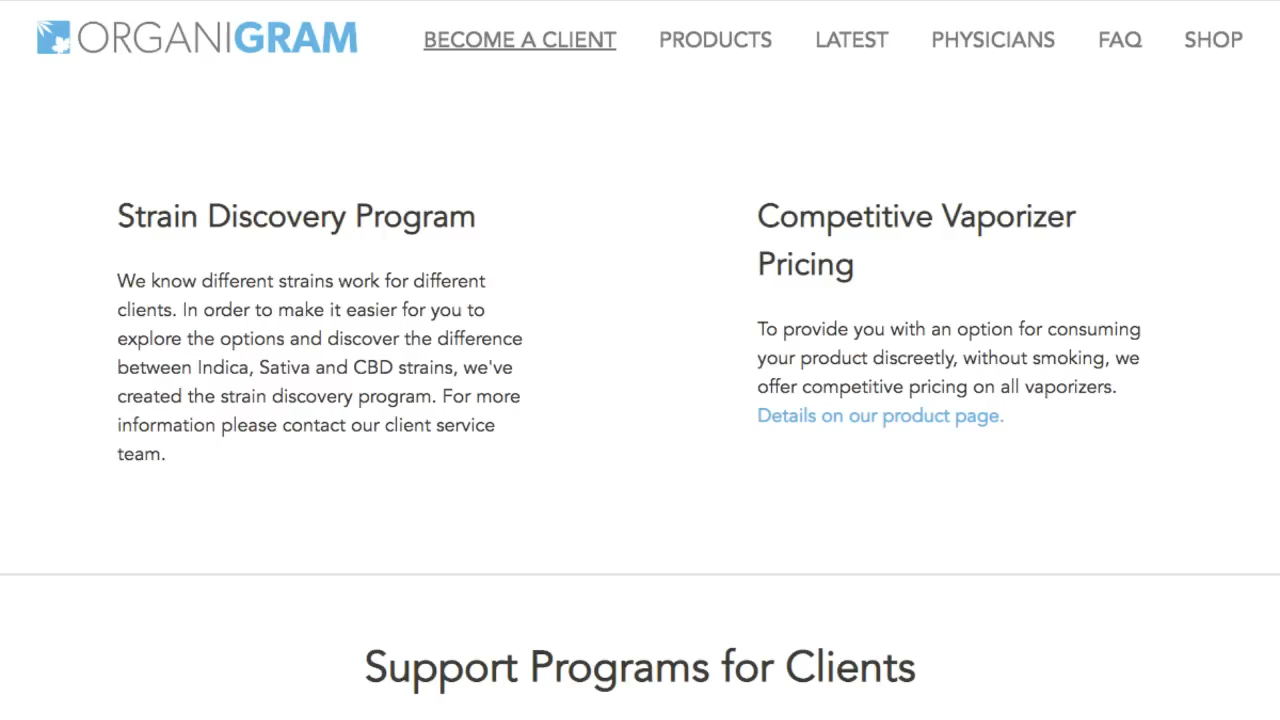 ORGANIGRAM BECOME A CLIENT PRODUCTS LATEST PHYSICIANS FAQ SHOP
Strain Discovery Program
We know different strains work for different
clients. In order to make it easier for you to
explore the options and discover the difference
between Indica, Sativa and CBD strains, we've
created the strain discovery program. For more
information please contact our client service
team.
Competitive Vaporizer
Pricing
To provide you with an option for consuming
your product discreetly, without smoking, we
offer competitive pricing on all vaporizers.
Details on our product page.
Support Programs for Clients